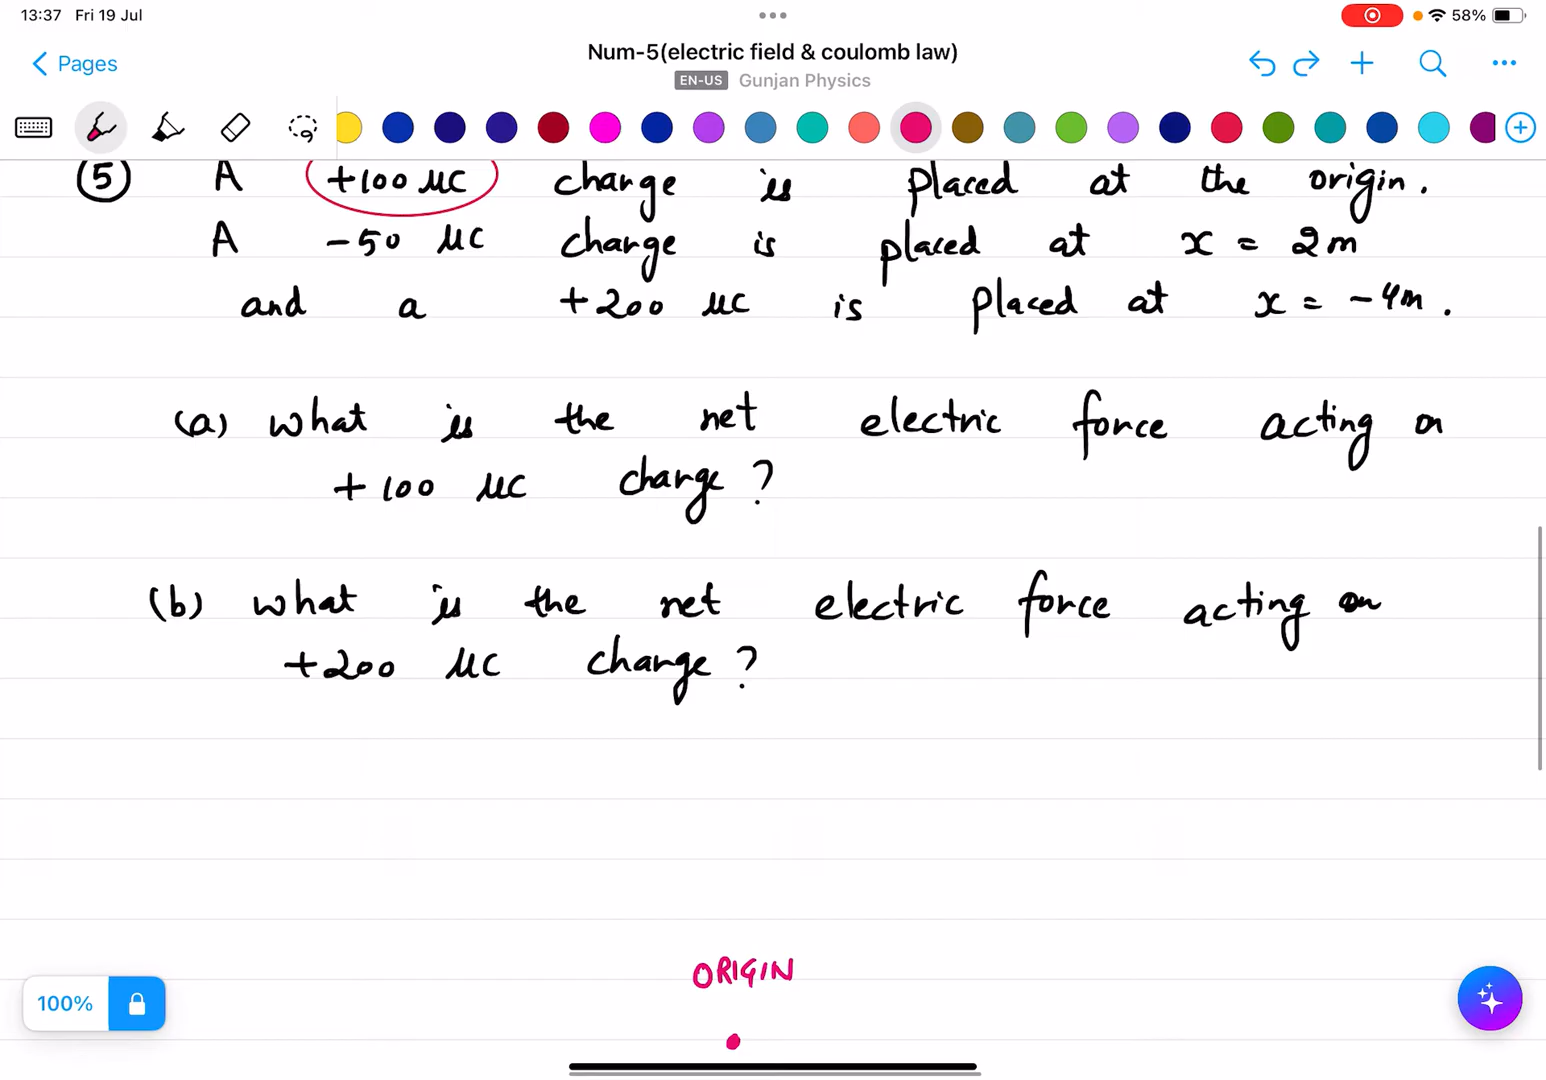 13:37 Fri 19 Jul
58%
Pages
Num-5(electric field & coulomb law)
EN-US Gunjan Physics
(5) A +100 μC charge is placed at the origin.
A -50 μC charge is placed at x = 2m
and a +200 μC is placed at x = -4m.
(a) what is the net electric force acting on
+100 μC charge?
(b) what is the net electric force acting on
+200 μC charge?
ORIGIN
100%